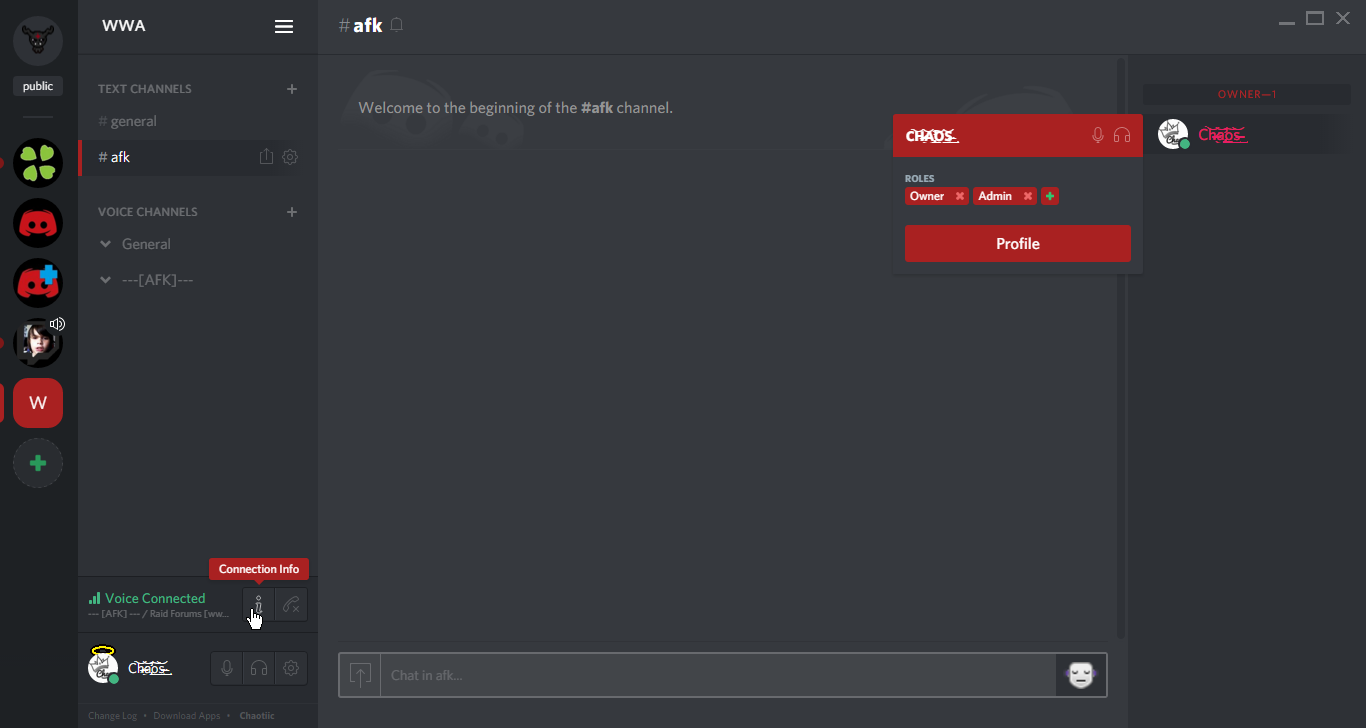 public
W
WWA
TEXT CHANNELS
# general
# afk
VOICE CHANNELS
General
---[AFK]---
Connection Info
Voice Connected
--- [AFK] --- / Raid Forums [ww...
Chaos
Change Log • Download Apps • Chaotiic
#afk
Welcome to the beginning of the #afk channel.
Chat in afk...
CHAOS
ROLES
Owner Admin
Profile
OWNER—1
Chaos